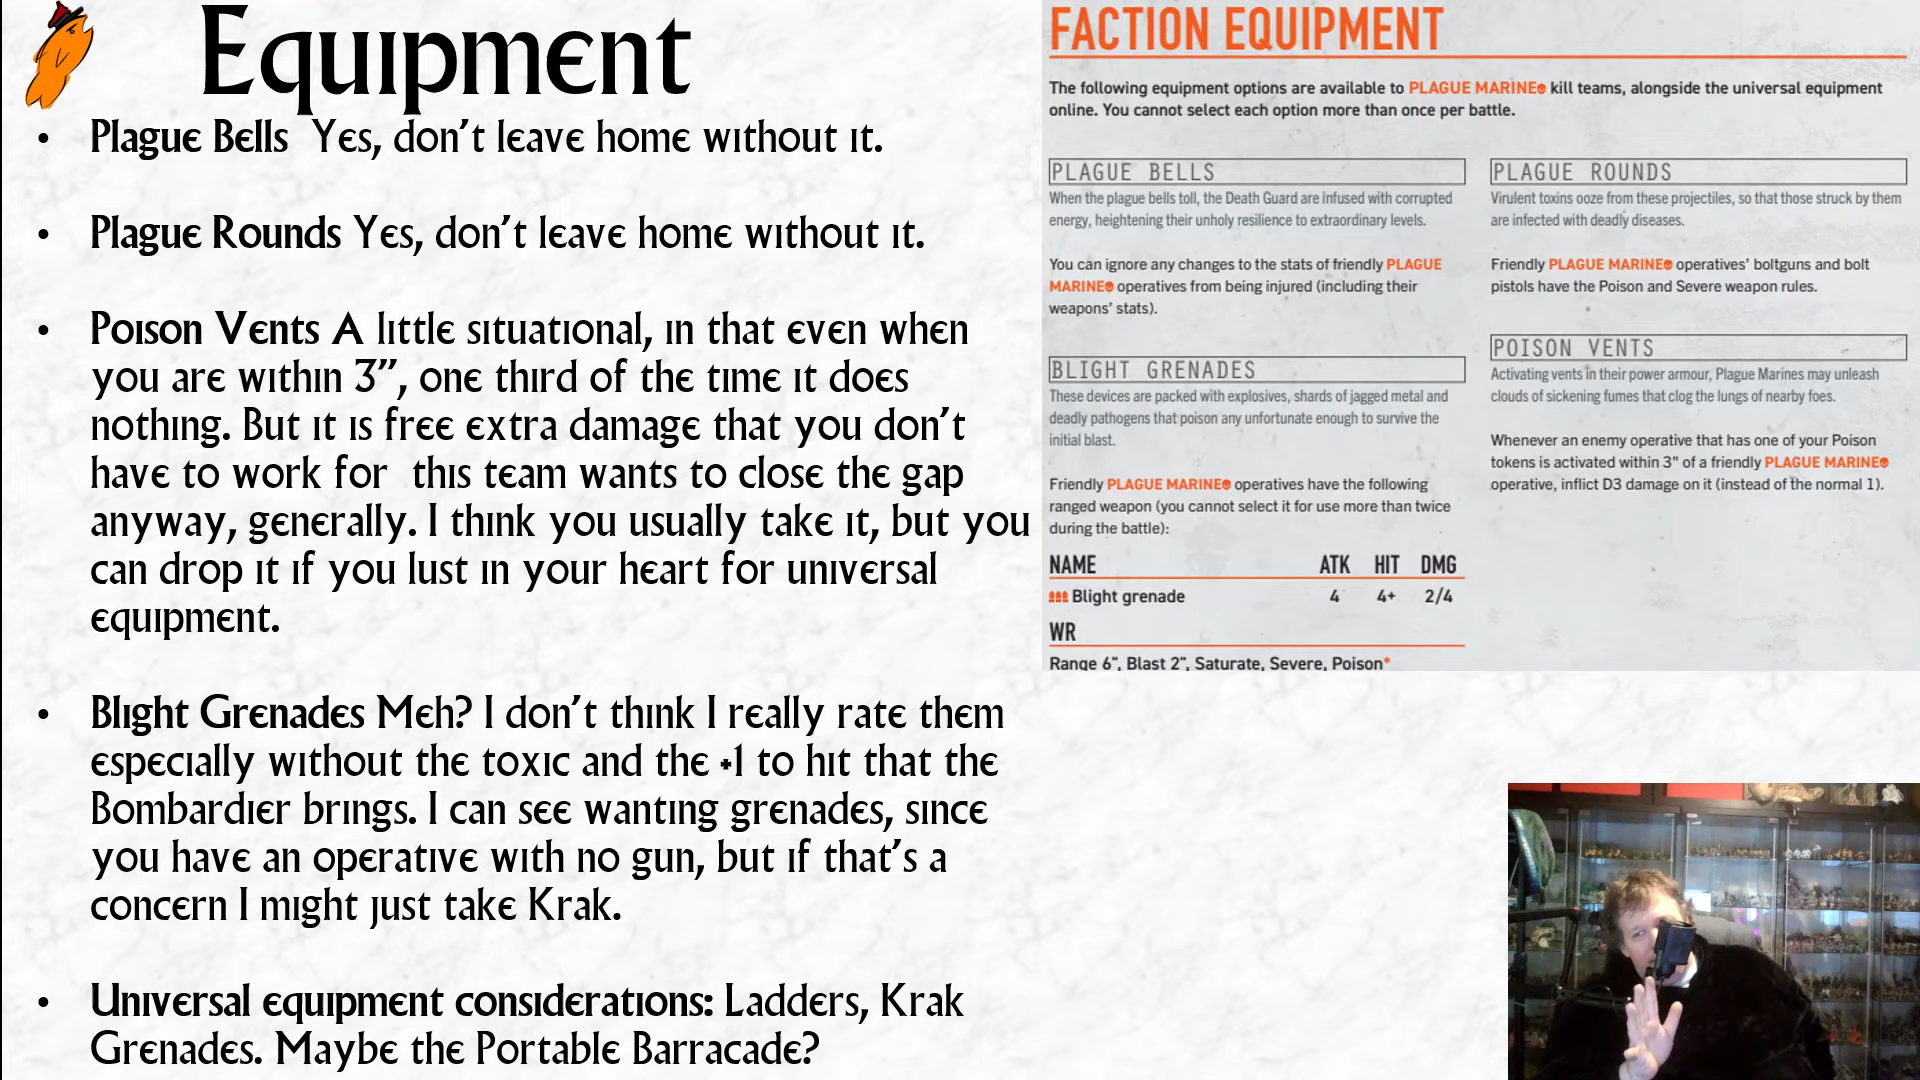 Equipment
• Plague Bells Yes, don't leave home without it.
• Plague Rounds Yes, don't leave home without it.
• Poison Vents A little situational, in that even when
you are within 3”, one third of the time it does
nothing. But it is free extra damage that you don't
have to work for this team wants to close the gap
anyway, generally. I think you usually take it, but you
can drop it if you lust in your heart for universal
equipment.
• Blight Grenades Meh? I don't think I really rate them
especially without the toxic and the +1 to hit that the
Bombardier brings. I can see wanting grenades, since
you have an operative with no gun, but if that's a
concern I might just take Krak.
• Universal equipment considerations: Ladders, Krak
Grenades. Maybe the Portable Barracade?
FACTION EQUIPMENT
The following equipment options are available to PLAGUE MARINE kill teams, alongside the universal equipment
online. You cannot select each option more than once per battle.
PLAGUE BELLS
When the plague bells toll, the Death Guard are infused with corrupted
energy, heightening their unholy resilience to extraordinary levels.
You can ignore any changes to the stats of friendly PLAGUE
MARINE operatives from being injured (including their
weapons' stats).
BLIGHT GRENADES
These devices are packed with explosives, shards of jagged metal and
deadly pathogens that poison any unfortunate enough to survive the
initial blast.
Friendly PLAGUE MARINE operatives have the following
ranged weapon (you cannot select it for use more than twice
during the battle):
NAME ATK HIT DMG
Blight grenade 4 4+ 2/4
WR
Range 6", Blast 2", Saturate, Severe, Poison*
PLAGUE ROUNDS
Virulent toxins ooze from these projectiles, so that those struck by them
are infected with deadly diseases.
Friendly PLAGUE MARINE operatives' boltguns and bolt
pistols have the Poison and Severe weapon rules.
POISON VENTS
Activating vents in their power armour, Plague Marines may unleash
clouds of sickening fumes that clog the lungs of nearby foes.
Whenever an enemy operative that has one of your Poison
tokens is activated within 3" of a friendly PLAGUE MARINE
operative, inflict D3 damage on it (instead of the normal 1).